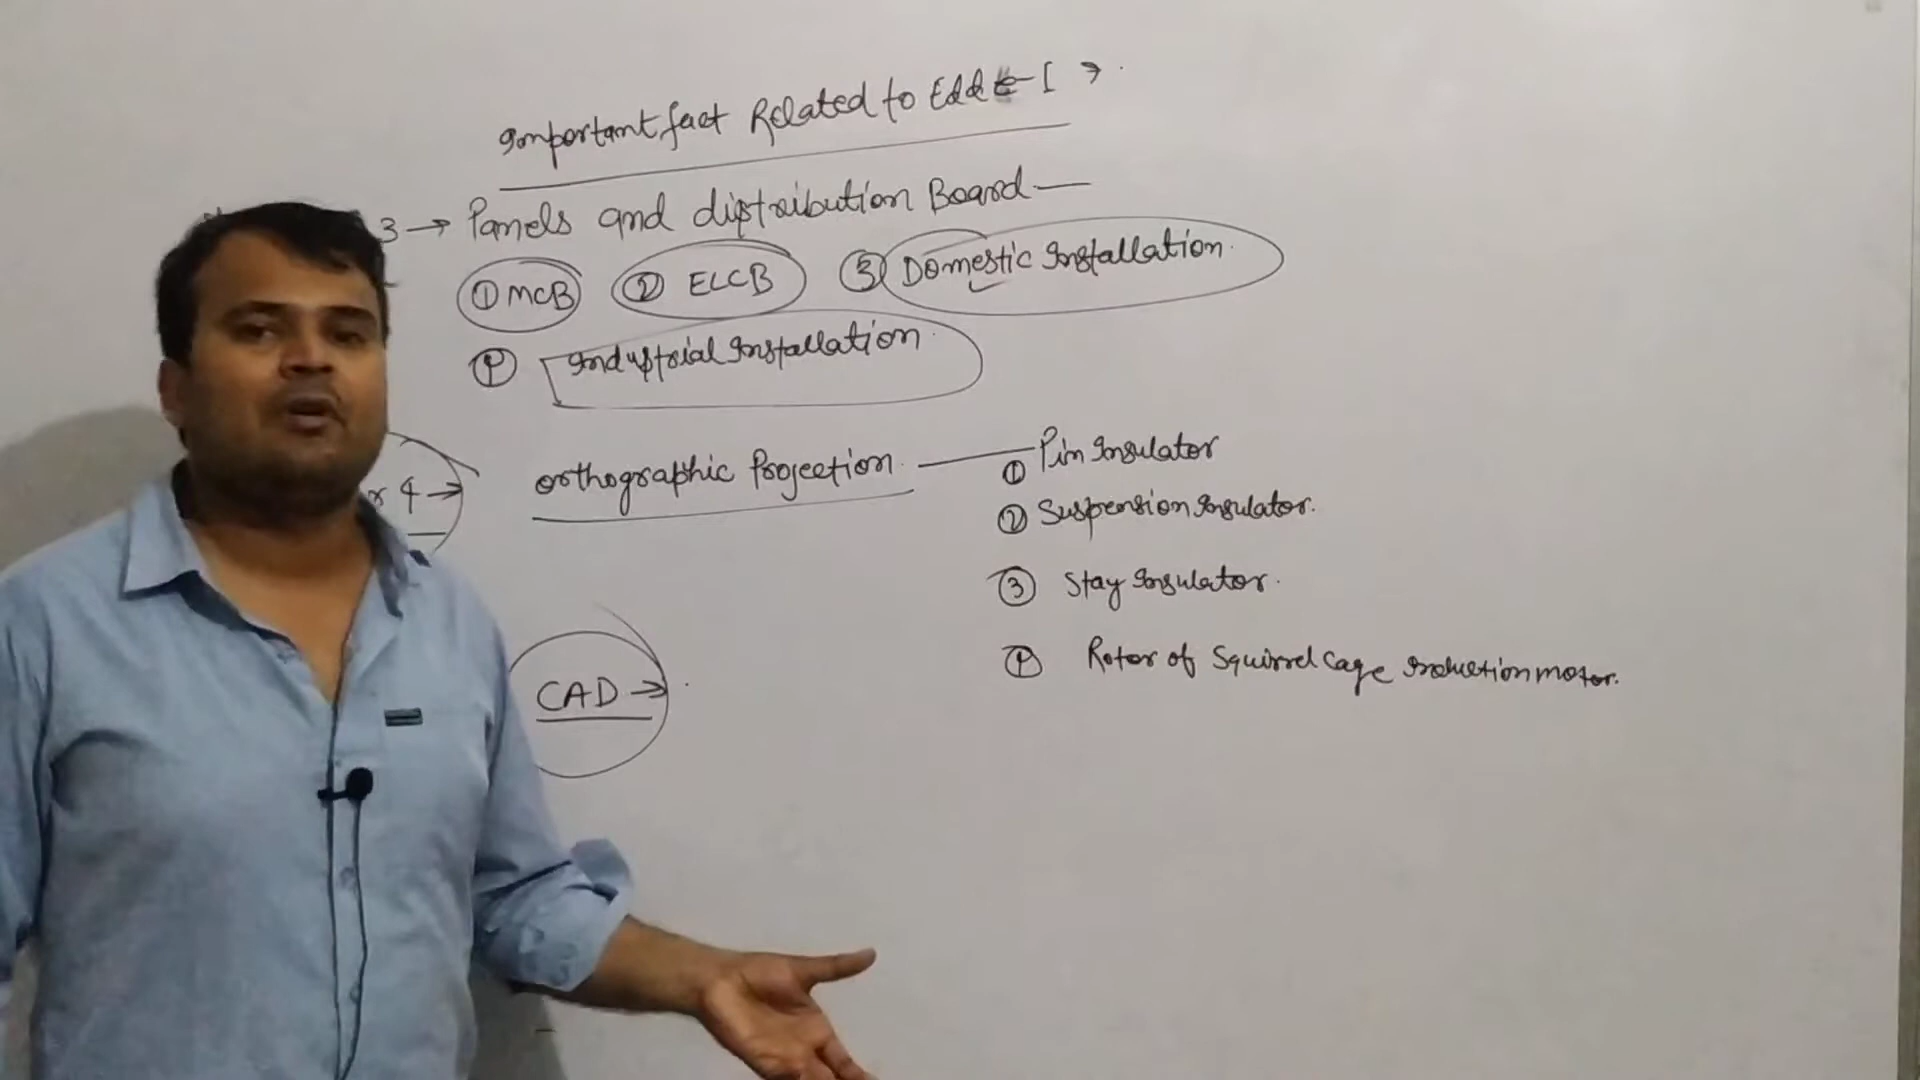 Important fact Related to Edd -I →
3 → Panels and distribution Board —
① MCB ② ELCB ③ Domestic Installation.
④ Industrial Installation.
4 → orthographic Projection. — ① Pin Insulator
② Suspension Insulator.
③ Stay Insulator.
CAD →
④ Rotor of Squirrel Cage Induction motor.